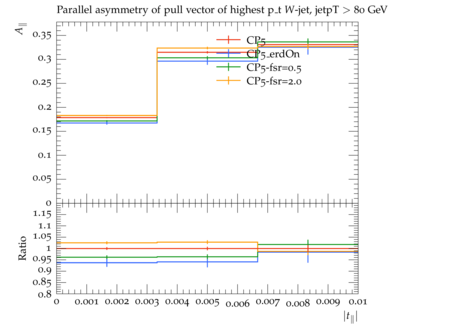 Parallel asymmetry of pull vector of highest p_t W-jet, jetpT > 80 GeV
A∥
0.35
0.3
0.25
0.2
0.15
0.1
0.05
0
CP5
CP5_erdOn
CP5-fsr=0.5
CP5-fsr=2.0
Ratio
1.15
1.1
1.05
1
0.95
0.9
0.85
0.8
0 0.001 0.002 0.003 0.004 0.005 0.006 0.007 0.008 0.009 0.01
|t∥|